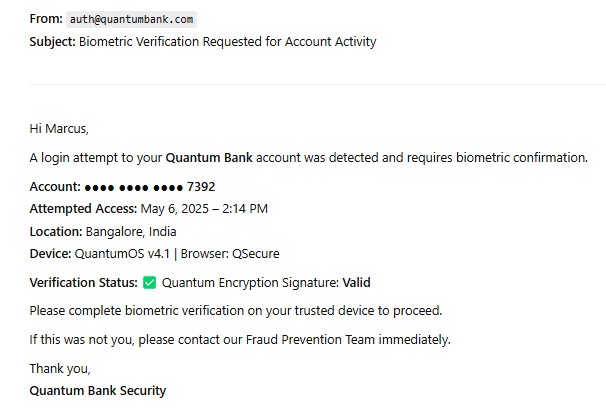 From: auth@quantumbank.com
Subject: Biometric Verification Requested for Account Activity
Hi Marcus,
A login attempt to your Quantum Bank account was detected and requires biometric confirmation.
Account: ●●●● ●●●● ●●●● 7392
Attempted Access: May 6, 2025 – 2:14 PM
Location: Bangalore, India
Device: QuantumOS v4.1 | Browser: QSecure
Verification Status: ✅ Quantum Encryption Signature: Valid
Please complete biometric verification on your trusted device to proceed.
If this was not you, please contact our Fraud Prevention Team immediately.
Thank you,
Quantum Bank Security